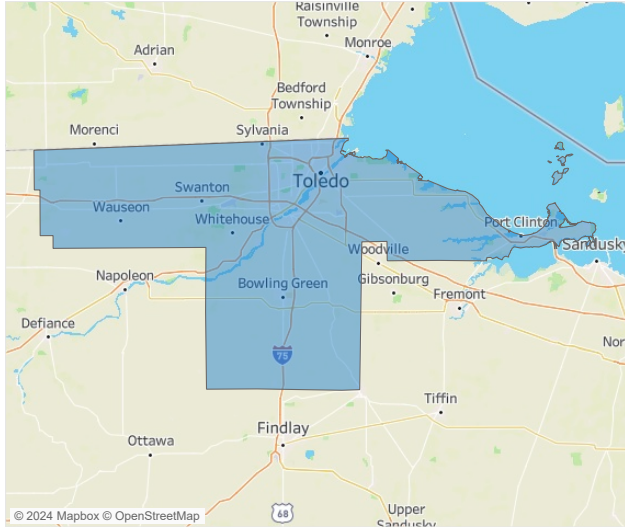 Raisinville
Township
Adrian
Monroe
Bedford
Township
Morenci
Sylvania
Toledo
Swanton
Wauseon
Whitehouse
Port Clinton
Sandusky
Woodville
Napoleon
Gibsonburg
Bowling Green
Fremont
Defiance
Nor
75
Tiffin
Findlay
Ottawa
68
Upper
Sandusky
© 2024 Mapbox © OpenStreetMap